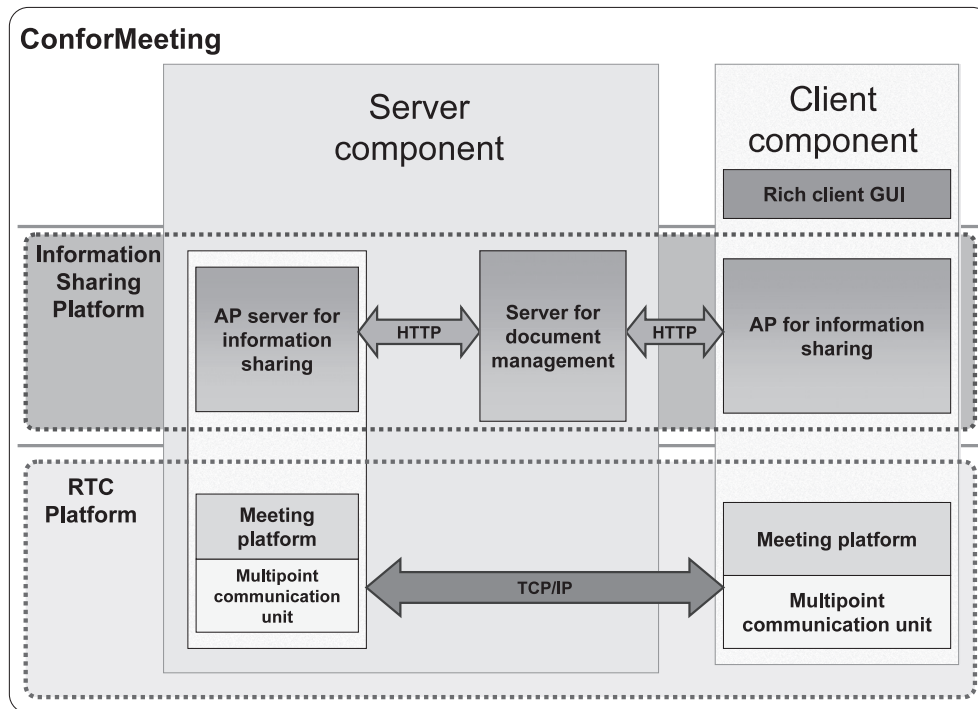 ConforMeeting
Server
component
Client
component
Rich client GUI
Information
Sharing
Platform
AP server for
information
sharing
HTTP
Server for
document
management
HTTP
AP for information
sharing
RTC
Platform
Meeting
platform
Multipoint
communication
unit
TCP/IP
Meeting platform
Multipoint
communication unit